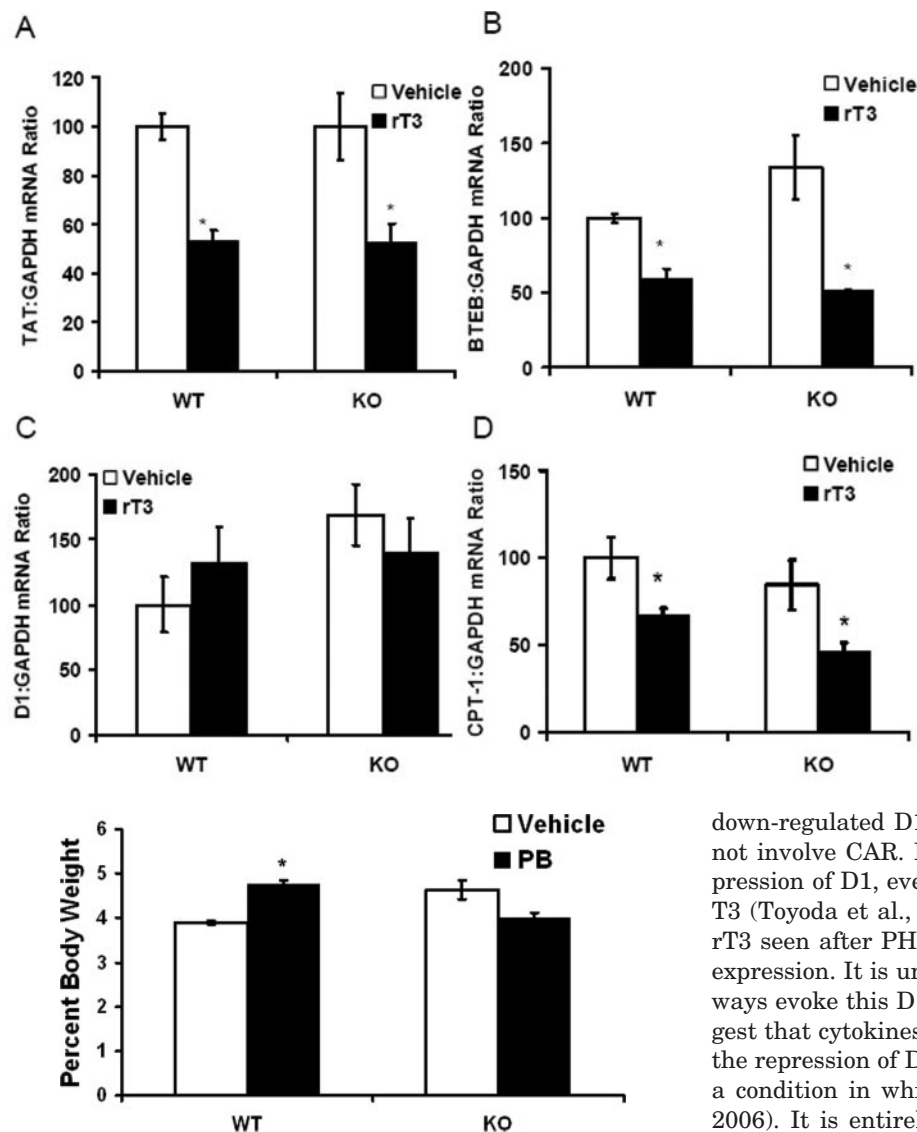 A
TAT:GAPDH mRNA Ratio
120
100
80
60
40
20
0
Vehicle
rT3
*
*
WT
KO
B
BTEB:GAPDH mRNA Ratio
200
150
100
50
0
Vehicle
rT3
*
*
WT
KO
C
D1:GAPDH mRNA Ratio
200
150
100
50
0
Vehicle
rT3
WT
KO
D
CPT-1:GAPDH mRNA Ratio
150
100
50
0
Vehicle
rT3
*
*
WT
KO
Percent Body Weight
6
5
4
3
2
1
0
Vehicle
PB
*
WT
KO
down-regulated D1
not involve CAR.
pression of D1, eve
T3 (Toyoda et al.,
rT3 seen after PH
expression. It is un
ways evoke this D
gest that cytokines
the repression of D
a condition in whi
2006). It is entirel